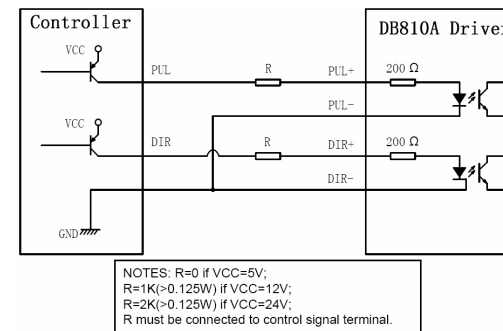 Controller
DB810A Driver
VCC
PUL
R
PUL+
200 Ω
PUL-
VCC
DIR
R
DIR+
200 Ω
DIR-
GND
NOTES: R=0 if VCC=5V;
R=1K(>0.125W) if VCC=12V;
R=2K(>0.125W) if VCC=24V;
R must be connected to control signal terminal.